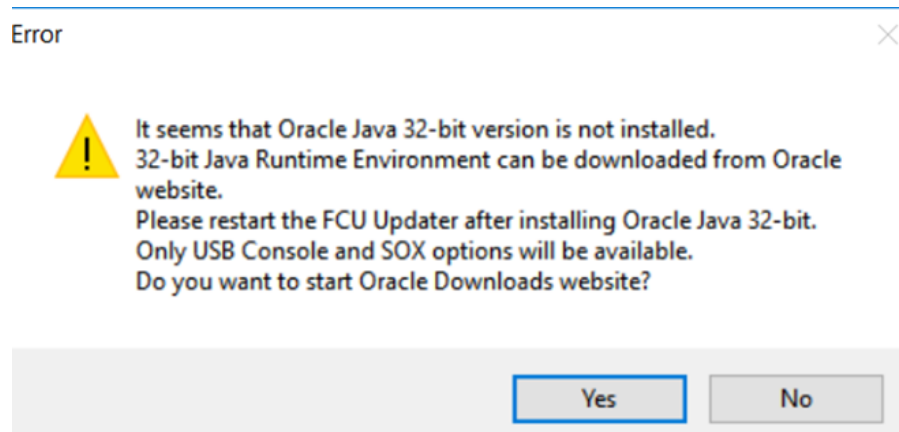 Error
It seems that Oracle Java 32-bit version is not installed.
32-bit Java Runtime Environment can be downloaded from Oracle
website.
Please restart the FCU Updater after installing Oracle Java 32-bit.
Only USB Console and SOX options will be available.
Do you want to start Oracle Downloads website?
Yes
No